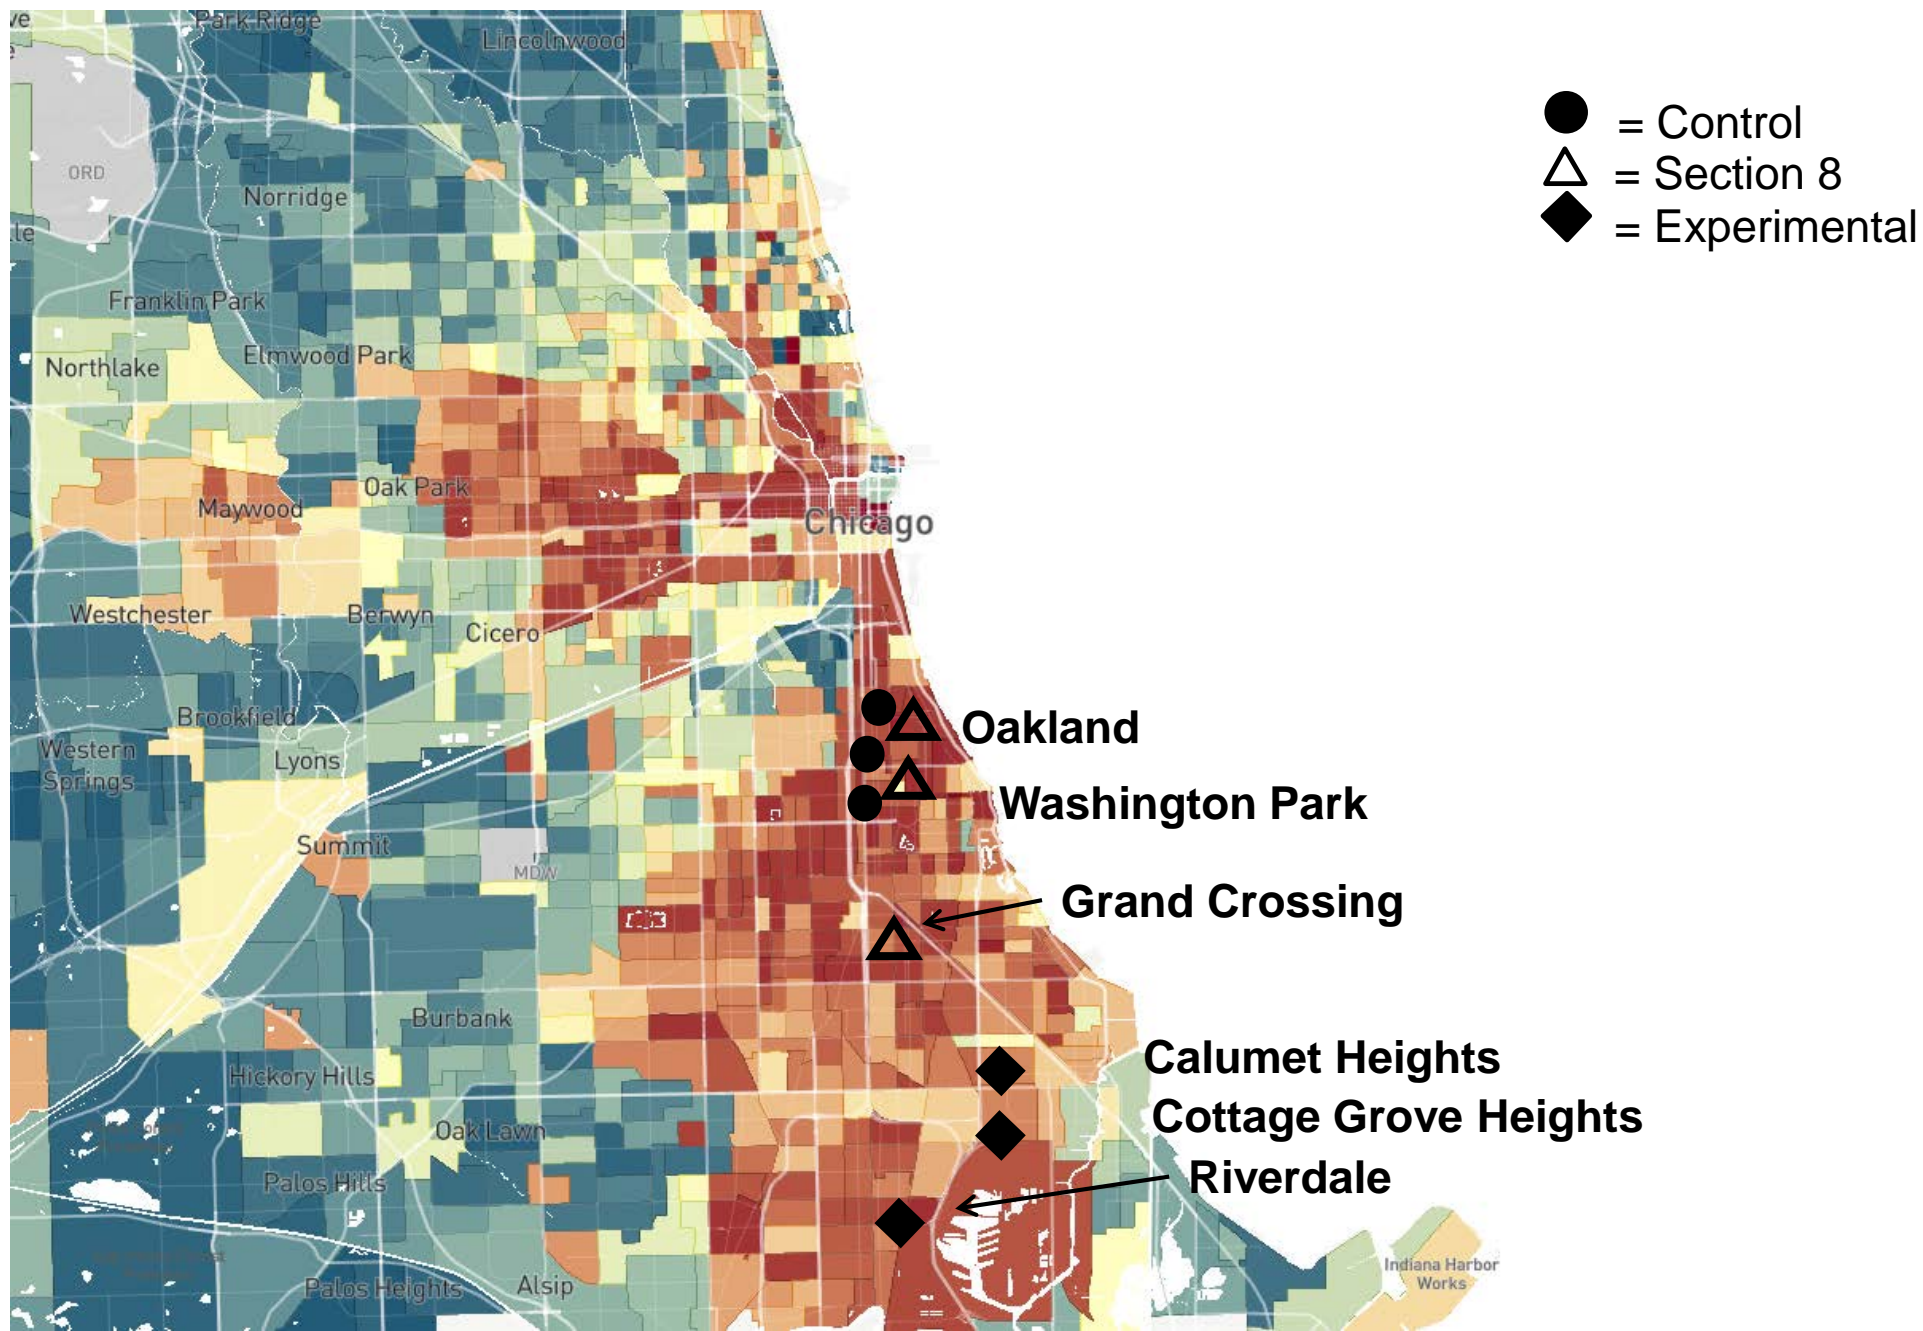 ve
Park Ridge
Lincolnwood
e
ORD
Norridge
le
Franklin Park
Elmwood Park
Northlake
Oak Park
Maywood
Chicago
Westchester
Berwyn
Cicero
Brookfield
Western
Springs
Lyons
Summit
MDW
Burbank
Hickory Hills
Oak Lawn
Palos Hills
Palos Heights
Alsip
Indiana Harbor
Works
= Control
= Section 8
= Experimental
Oakland
Washington Park
Grand Crossing
Calumet Heights
Cottage Grove Heights
Riverdale